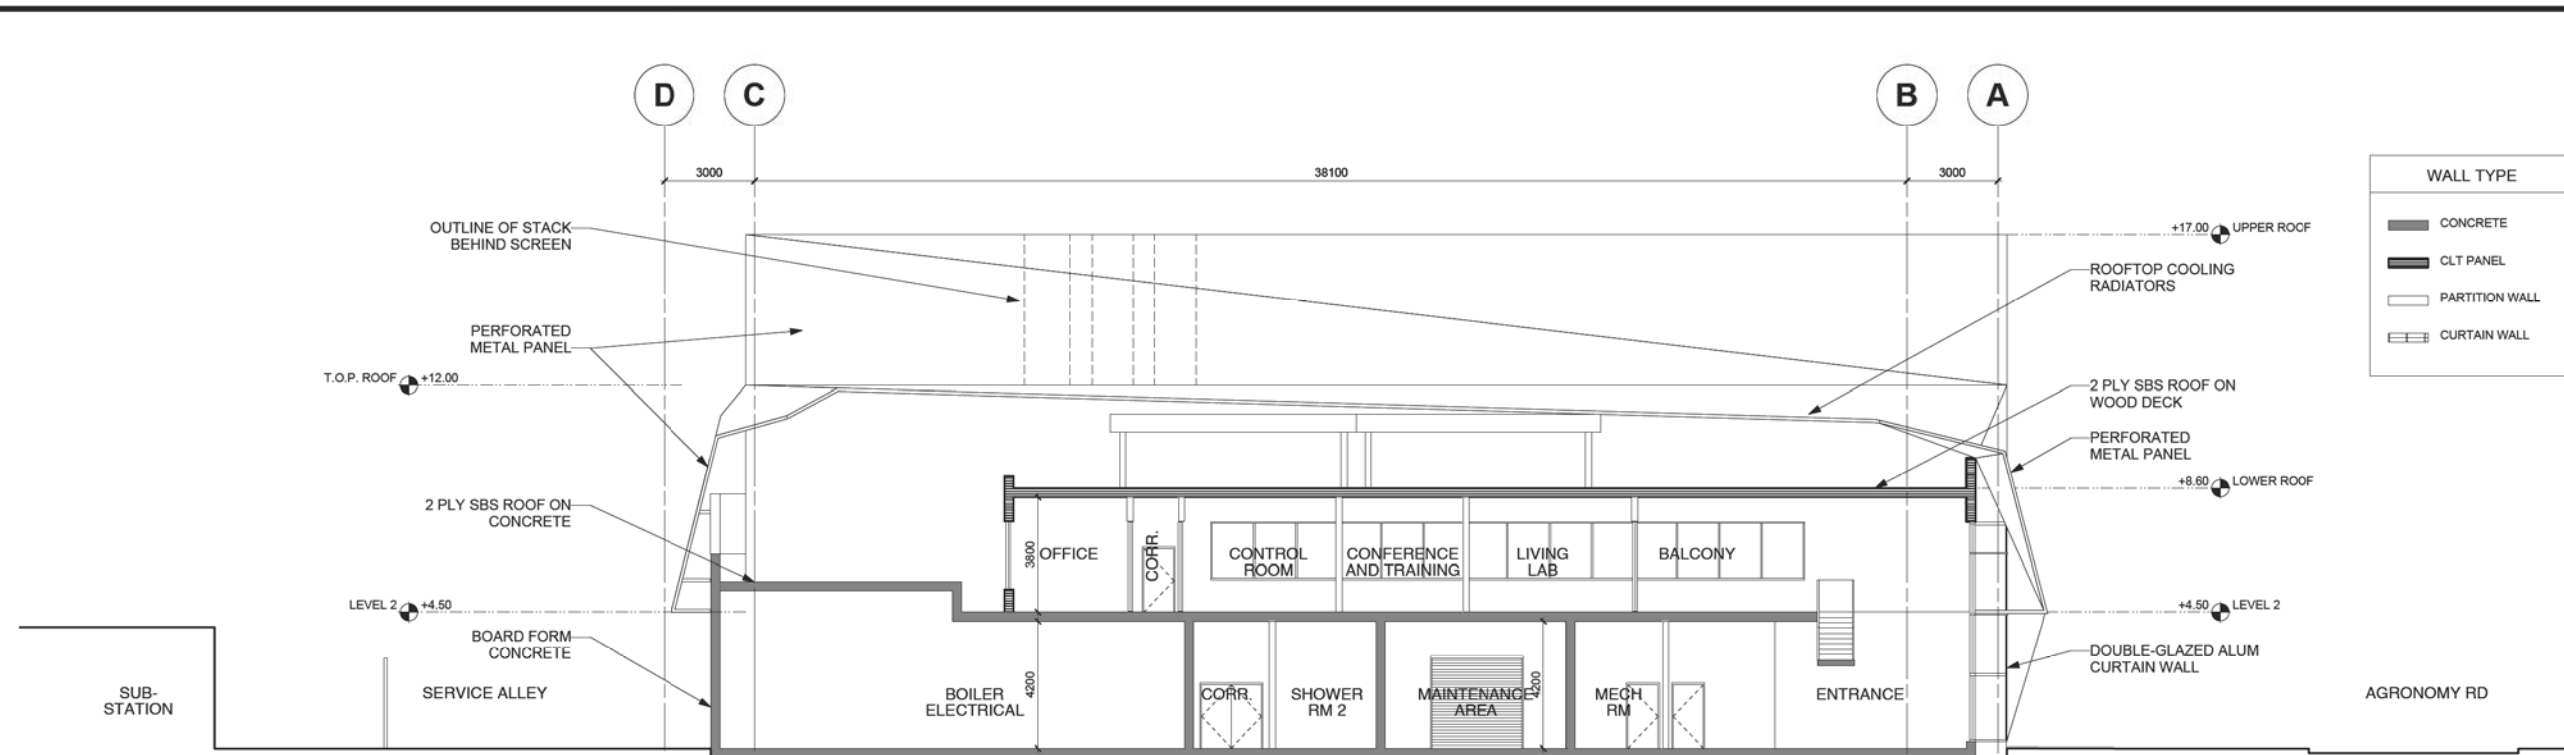 D
C
B
A
3000
38100
3000
WALL TYPE
CONCRETE
CLT PANEL
PARTITION WALL
CURTAIN WALL
OUTLINE OF STACK
BEHIND SCREEN
+17.00 UPPER ROOF
ROOFTOP COOLING
RADIATORS
PERFORATED
METAL PANEL
T.O.P. ROOF +12.00
2 PLY SBS ROOF ON
WOOD DECK
PERFORATED
METAL PANEL
+8.60 LOWER ROOF
2 PLY SBS ROOF ON
CONCRETE
3800
OFFICE
CORR.
CONTROL
ROOM
CONFERENCE
AND TRAINING
LIVING
LAB
BALCONY
LEVEL 2 +4.50
+4.50 LEVEL 2
BOARD FORM
CONCRETE
DOUBLE-GLAZED ALUM
CURTAIN WALL
SUB-
STATION
SERVICE ALLEY
BOILER
ELECTRICAL
4200
CORR.
SHOWER
RM 2
MAINTENANCE
AREA
4200
MECH
RM
ENTRANCE
AGRONOMY RD